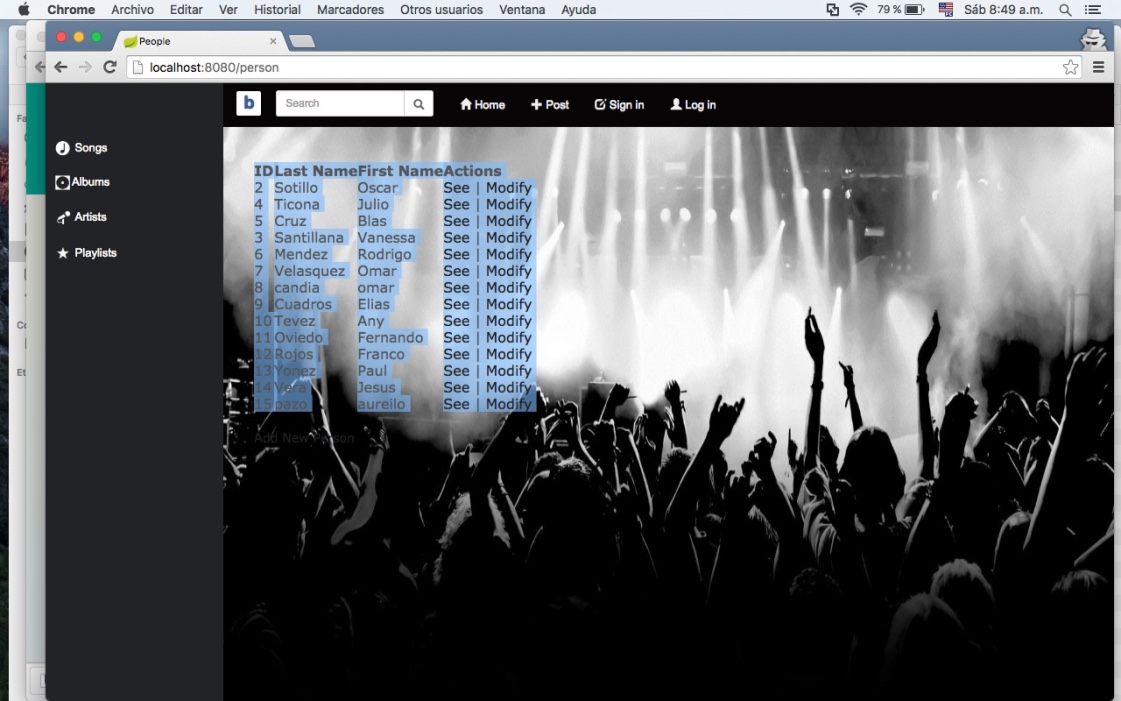 Chrome Archivo Editar Ver Historial Marcadores Otros usuarios Ventana Ayuda 79 % Sáb 8:49 a.m.
People
localhost:8080/person
b Search Home Post Sign in Log in
Songs
Albums
Artists
Playlists
ID Last Name First Name Actions
2 Sotillo Oscar See | Modify
4 Ticona Julio See | Modify
5 Cruz Blas See | Modify
3 Santillana Vanessa See | Modify
6 Mendez Rodrigo See | Modify
7 Velasquez Omar See | Modify
8 candia omar See | Modify
9 Cuadros Elias See | Modify
10 Tevez Any See | Modify
11 Oviedo Fernando See | Modify
12 Rojos Franco See | Modify
13 Yonez Paul See | Modify
14 Vera Jesus See | Modify
15 pazo aureilo See | Modify
Add New Person
Fa
Co
Et